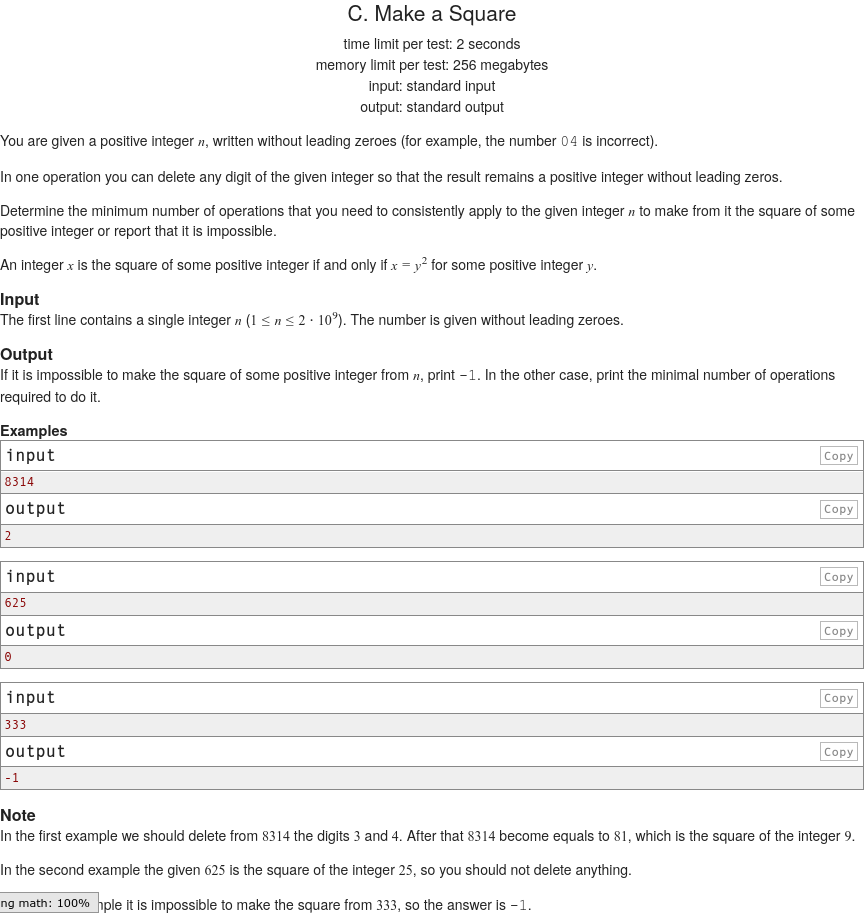 C. Make a Square
time limit per test: 2 seconds
memory limit per test: 256 megabytes
input: standard input
output: standard output
You are given a positive integer n, written without leading zeroes (for example, the number 04 is incorrect).
In one operation you can delete any digit of the given integer so that the result remains a positive integer without leading zeros.
Determine the minimum number of operations that you need to consistently apply to the given integer n to make from it the square of some
positive integer or report that it is impossible.
An integer x is the square of some positive integer if and only if x = y² for some positive integer y.
Input
The first line contains a single integer n (1 ≤ n ≤ 2 · 10⁹). The number is given without leading zeroes.
Output
If it is impossible to make the square of some positive integer from n, print −1. In the other case, print the minimal number of operations
required to do it.
Examples
input Copy
8314
output Copy
2
input Copy
625
output Copy
0
input Copy
333
output Copy
-1
Note
In the first example we should delete from 8314 the digits 3 and 4. After that 8314 become equals to 81, which is the square of the integer 9.
In the second example the given 625 is the square of the integer 25, so you should not delete anything.
ng math: 100% it is impossible to make the square from 333, so the answer is −1.